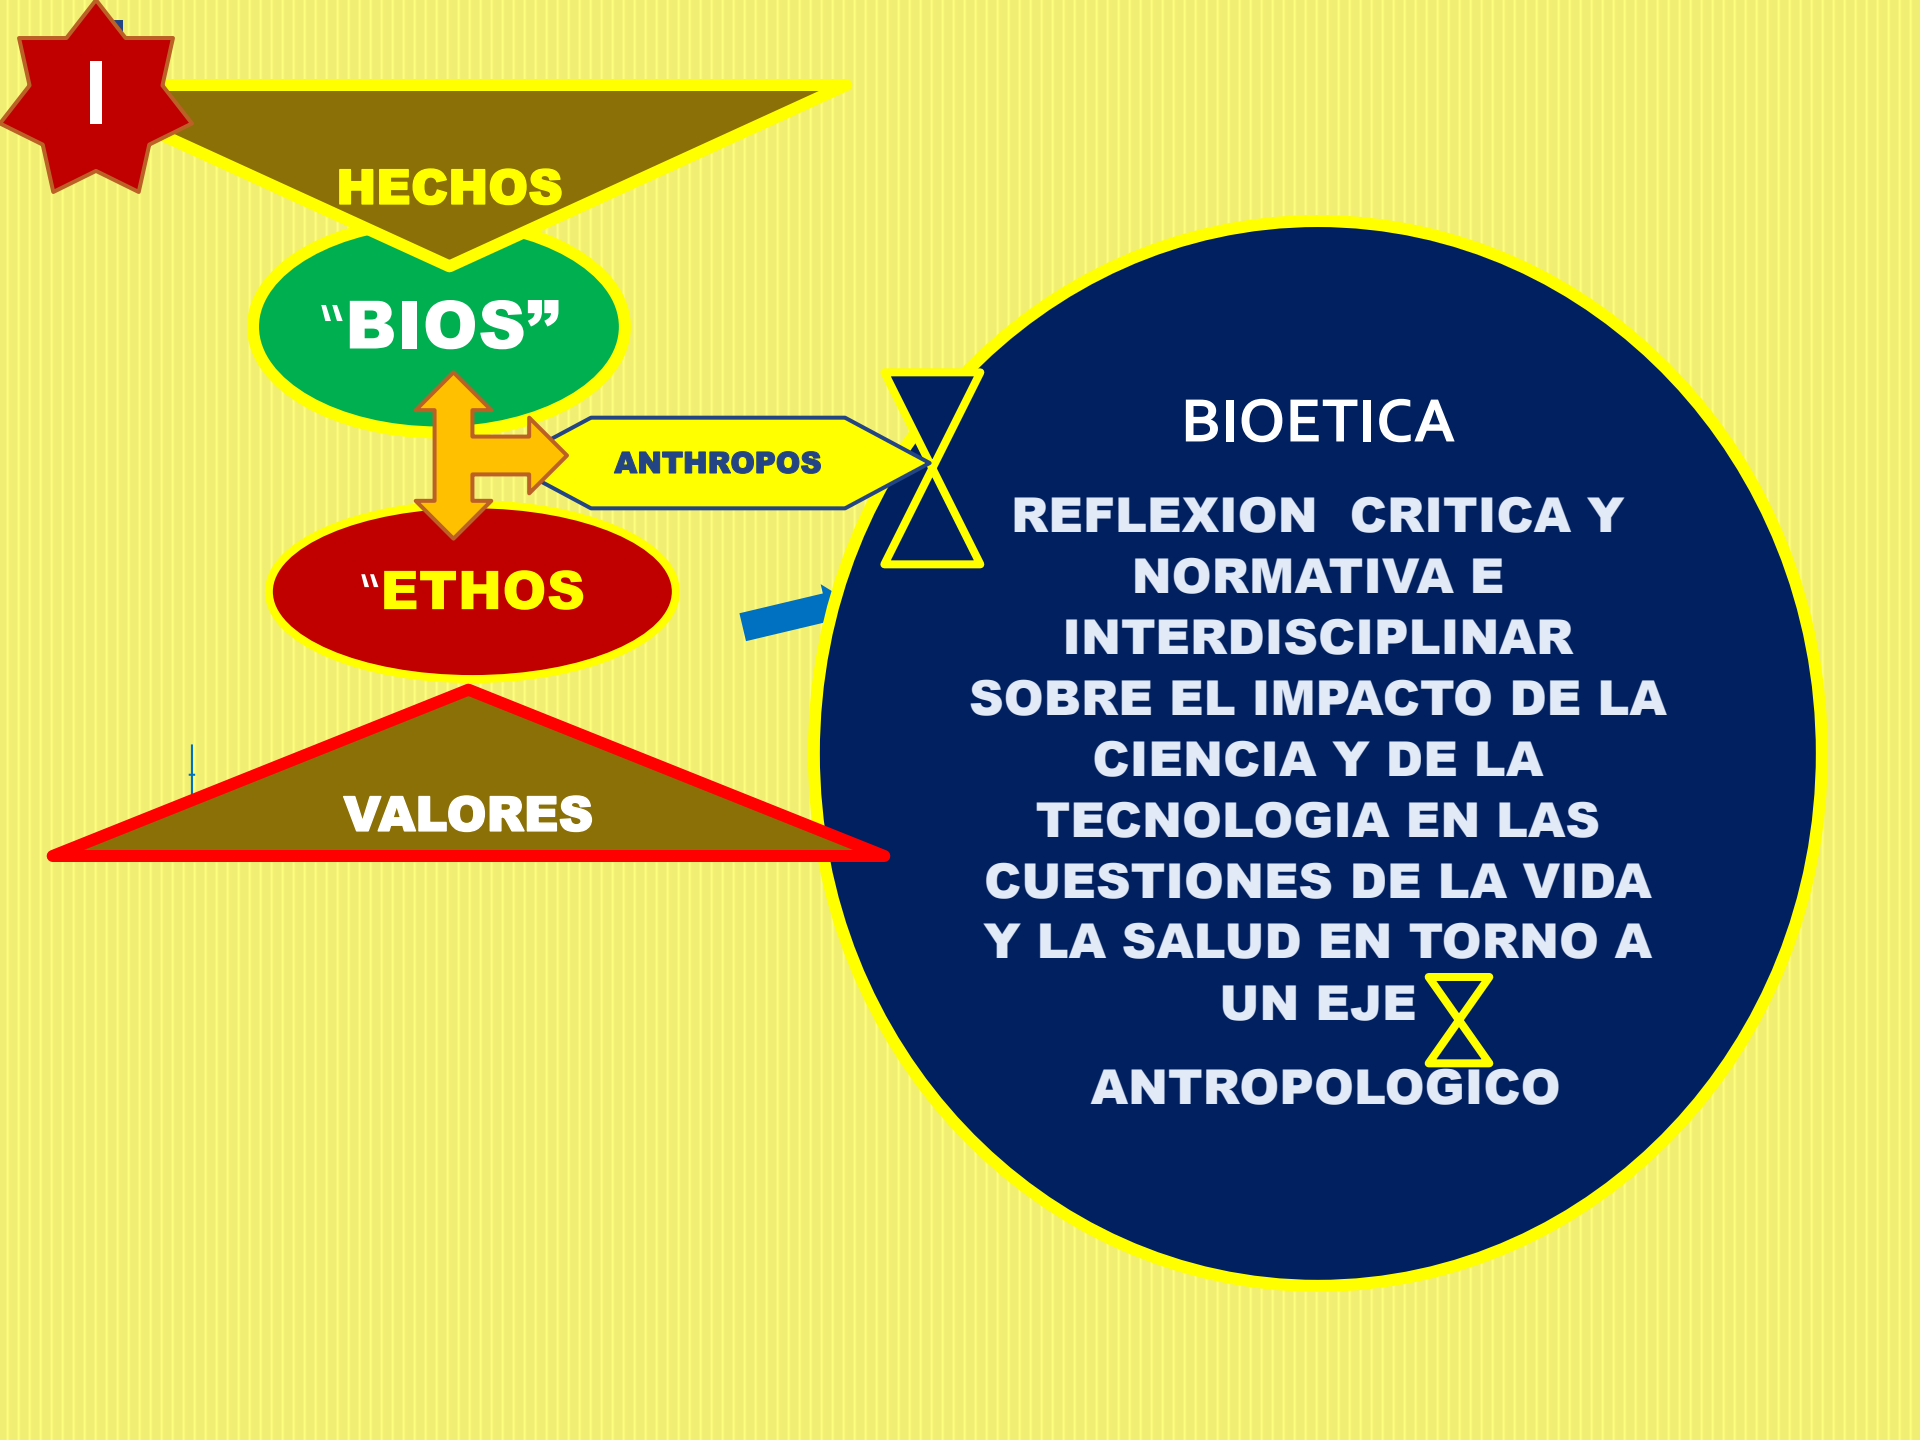 I
HECHOS
“BIOS”
ANTHROPOS
“ETHOS
VALORES
BIOETICA
REFLEXION CRITICA Y
NORMATIVA E
INTERDISCIPLINAR
SOBRE EL IMPACTO DE LA
CIENCIA Y DE LA
TECNOLOGIA EN LAS
CUESTIONES DE LA VIDA
Y LA SALUD EN TORNO A
UN EJE
ANTROPOLOGICO